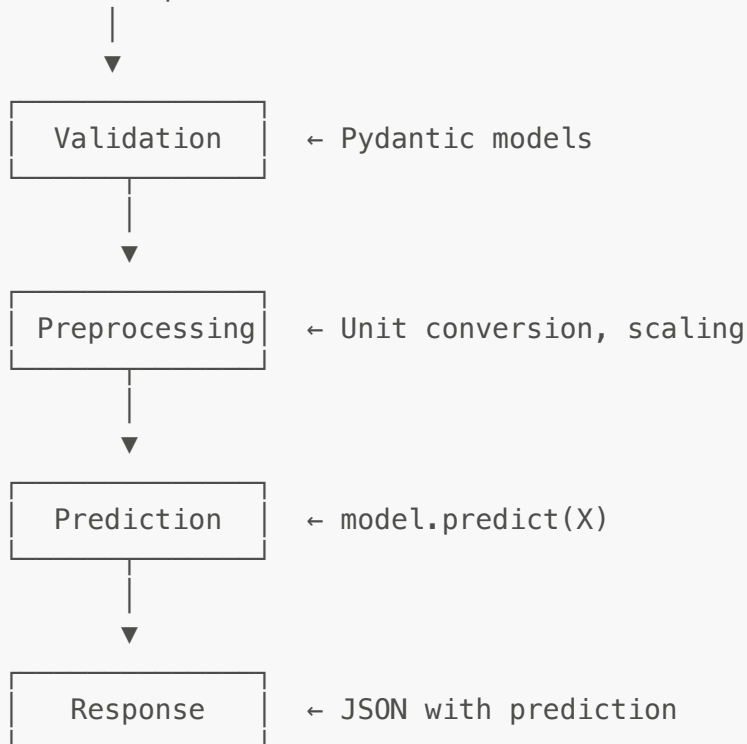 Validation ← Pydantic models
Preprocessing ← Unit conversion, scaling
Prediction ← model.predict(X)
Response ← JSON with prediction